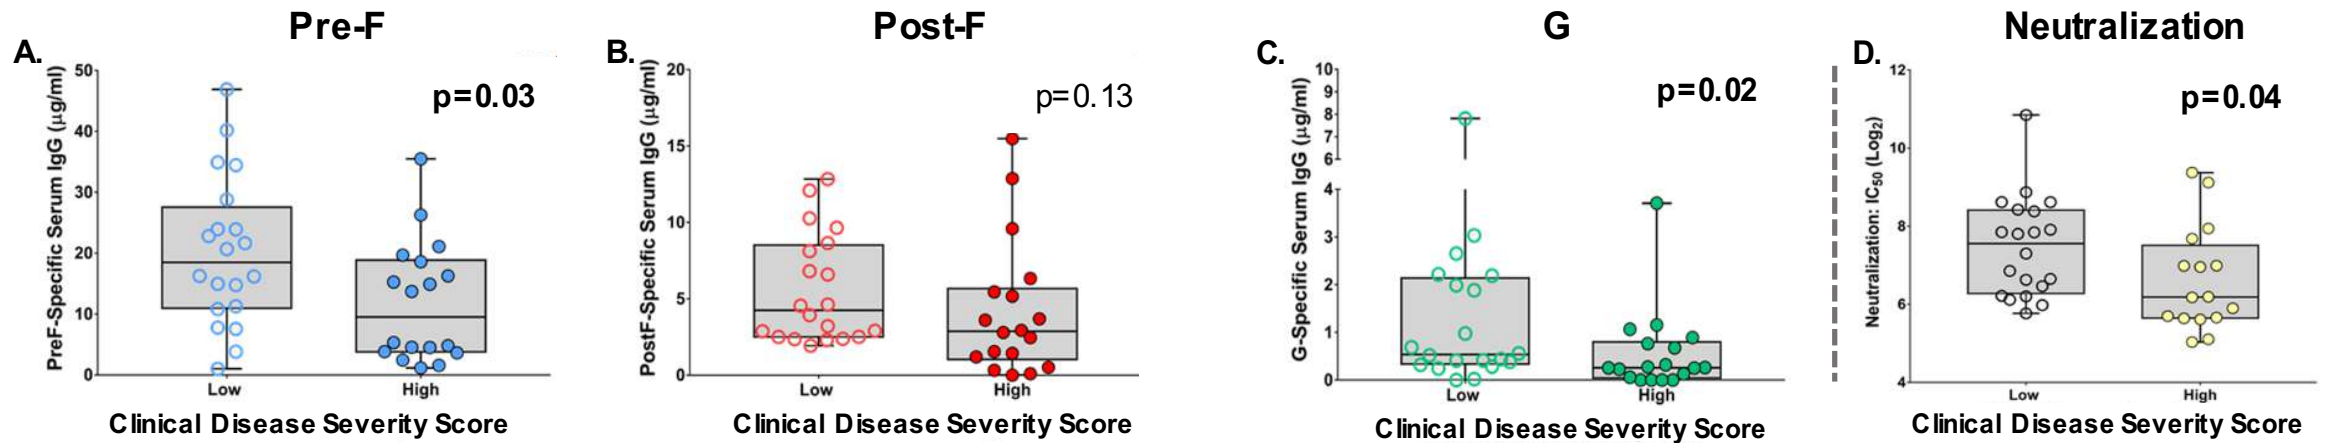 Pre-F
Post-F
G
Neutralization
A.
PreF-Specific Serum IgG (µg/ml)
50
40
30
20
10
0
p=0.03
Low
High
Clinical Disease Severity Score
B.
PostF-Specific Serum IgG (µg/ml)
20
15
10
5
0
p=0.13
Low
High
Clinical Disease Severity Score
C.
G-Specific Serum IgG (µg/ml)
10
9
8
7
6
4
3
2
1
0
p=0.02
Low
High
Clinical Disease Severity Score
D.
Neutralization: IC50 (Log2)
12
10
8
6
4
p=0.04
Low
High
Clinical Disease Severity Score